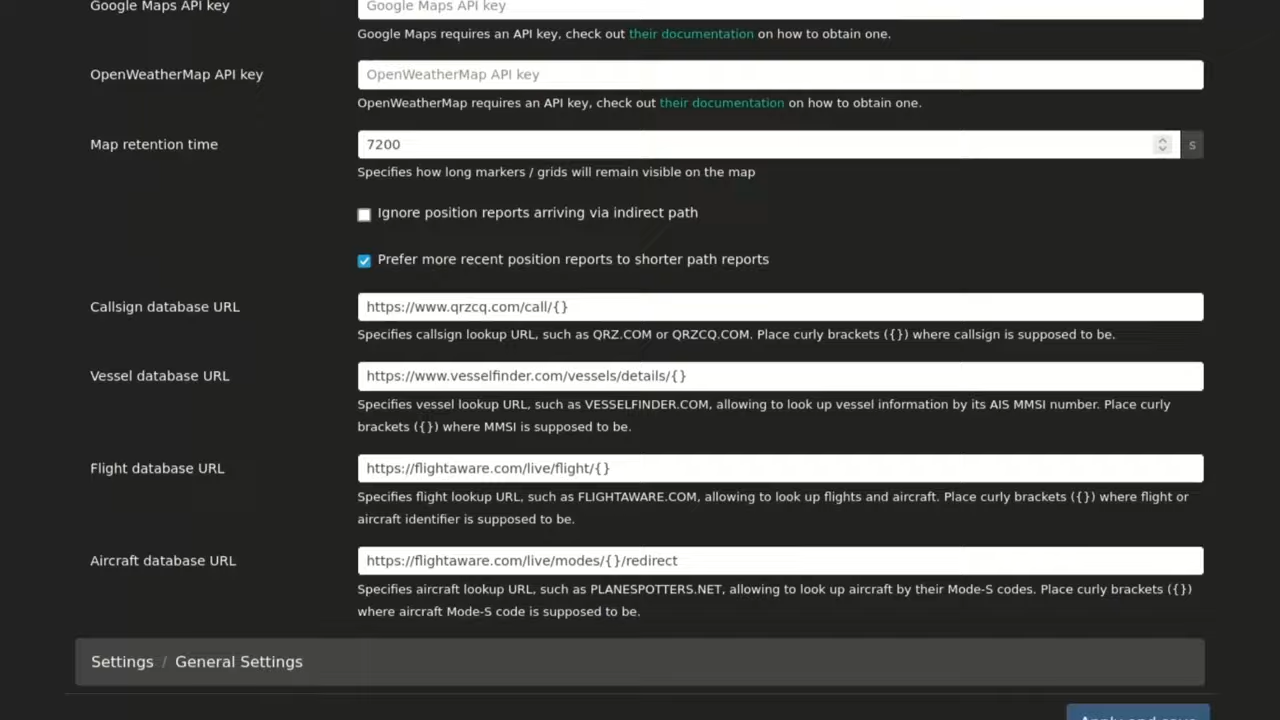 Google Maps API key
Google Maps API key
Google Maps requires an API key, check out their documentation on how to obtain one.
OpenWeatherMap API key
OpenWeatherMap API key
OpenWeatherMap requires an API key, check out their documentation on how to obtain one.
Map retention time
7200
s
Specifies how long markers / grids will remain visible on the map
Ignore position reports arriving via indirect path
Prefer more recent position reports to shorter path reports
Callsign database URL
https://www.qrzcq.com/call/{}
Specifies callsign lookup URL, such as QRZ.COM or QRZCQ.COM. Place curly brackets ({}) where callsign is supposed to be.
Vessel database URL
https://www.vesselfinder.com/vessels/details/{}
Specifies vessel lookup URL, such as VESSELFINDER.COM, allowing to look up vessel information by its AIS MMSI number. Place curly
brackets ({}) where MMSI is supposed to be.
Flight database URL
https://flightaware.com/live/flight/{}
Specifies flight lookup URL, such as FLIGHTAWARE.COM, allowing to look up flights and aircraft. Place curly brackets ({}) where flight or
aircraft identifier is supposed to be.
Aircraft database URL
https://flightaware.com/live/modes/{}/redirect
Specifies aircraft lookup URL, such as PLANESPOTTERS.NET, allowing to look up aircraft by their Mode-S codes. Place curly brackets ({})
where aircraft Mode-S code is supposed to be.
Settings / General Settings
Apply and save